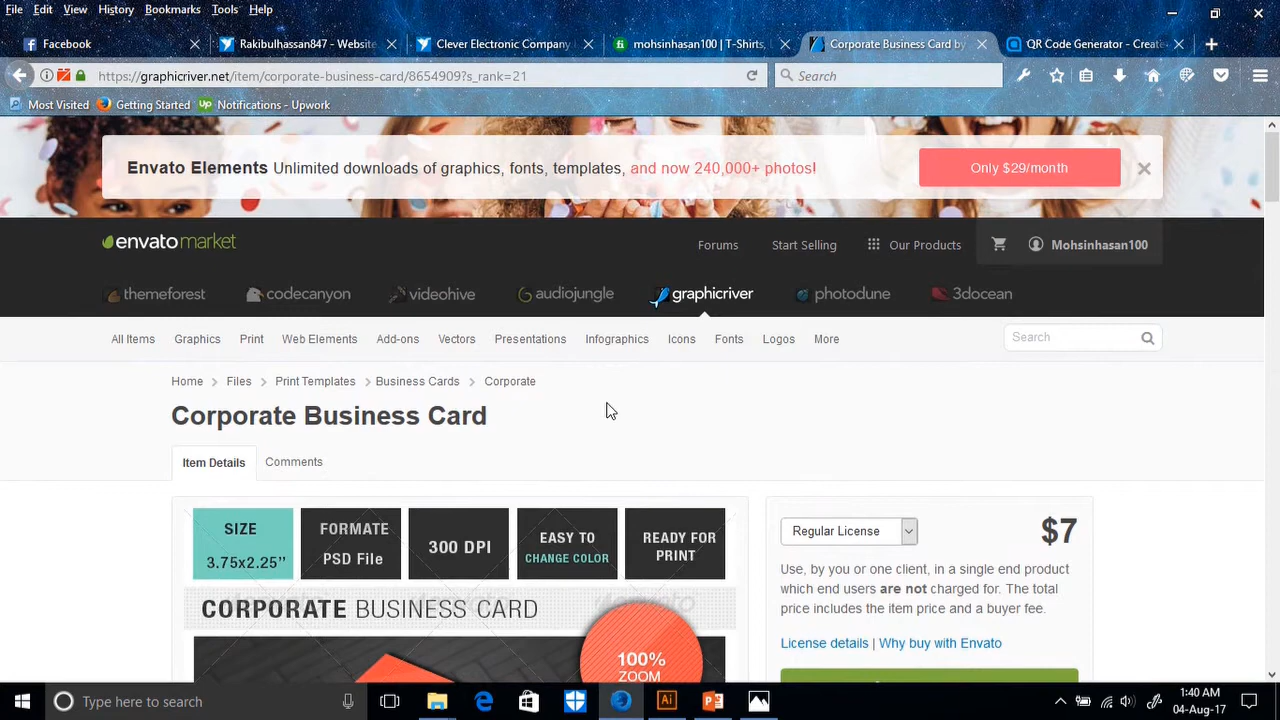 File Edit View History Bookmarks Tools Help
Facebook Rakibulhassan847 - Website Clever Electronic Company mohsinhasan100 | T-Shirts, Corporate Business Card by QR Code Generator - Create
https://graphicriver.net/item/corporate-business-card/8654909?s_rank=21 Search
Most Visited Getting Started Up Notifications - Upwork
Envato Elements Unlimited downloads of graphics, fonts, templates, and now 240,000+ photos! Only $29/month
envatomarket Forums Start Selling Our Products Mohsinhasan100
themeforest codecanyon videohive audiojungle graphicriver photodune 3docean
All Items Graphics Print Web Elements Add-ons Vectors Presentations Infographics Icons Fonts Logos More Search
Home Files Print Templates Business Cards Corporate
Corporate Business Card
Item Details Comments
SIZE
3.75x2.25”
FORMATE
PSD File
300 DPI
EASY TO
CHANGE COLOR
READY FOR
PRINT
CORPORATE BUSINESS CARD
100%
ZOOM
Regular License $7
Use, by you or one client, in a single end product
which end users are not charged for. The total
price includes the item price and a buyer fee.
License details | Why buy with Envato
Type here to search
Ai
1:40 AM
04-Aug-17